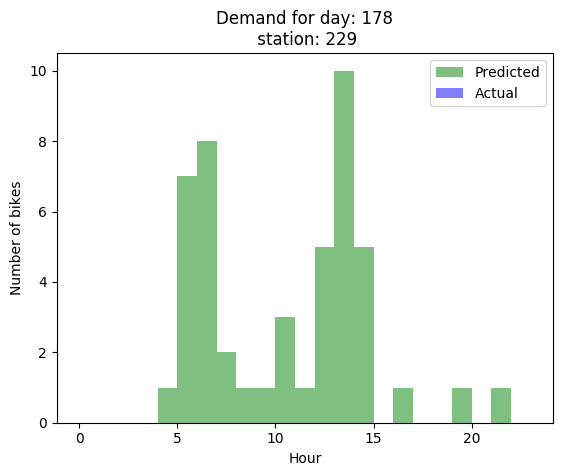 Demand for day: 178
station: 229
Predicted
Actual
Number of bikes
10
8
6
4
2
0
0 5 10 15 20
Hour